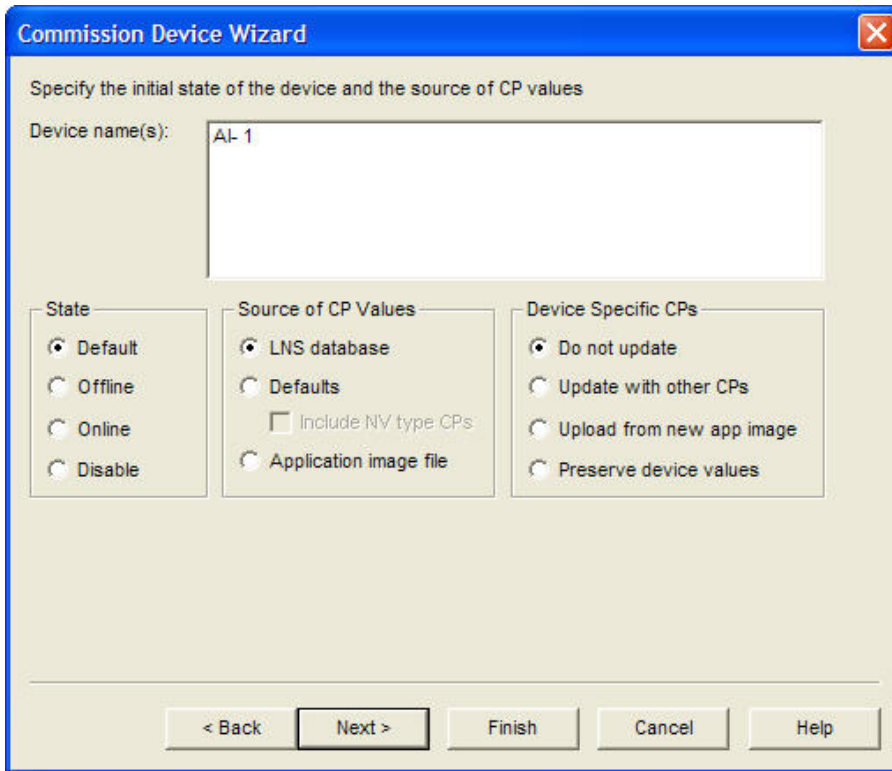 Commission Device Wizard
Specify the initial state of the device and the source of CP values
Device name(s):
AI- 1
State
Default
Offline
Online
Disable
Source of CP Values
LNS database
Defaults
Include NV type CPs
Application image file
Device Specific CPs
Do not update
Update with other CPs
Upload from new app image
Preserve device values
< Back
Next >
Finish
Cancel
Help